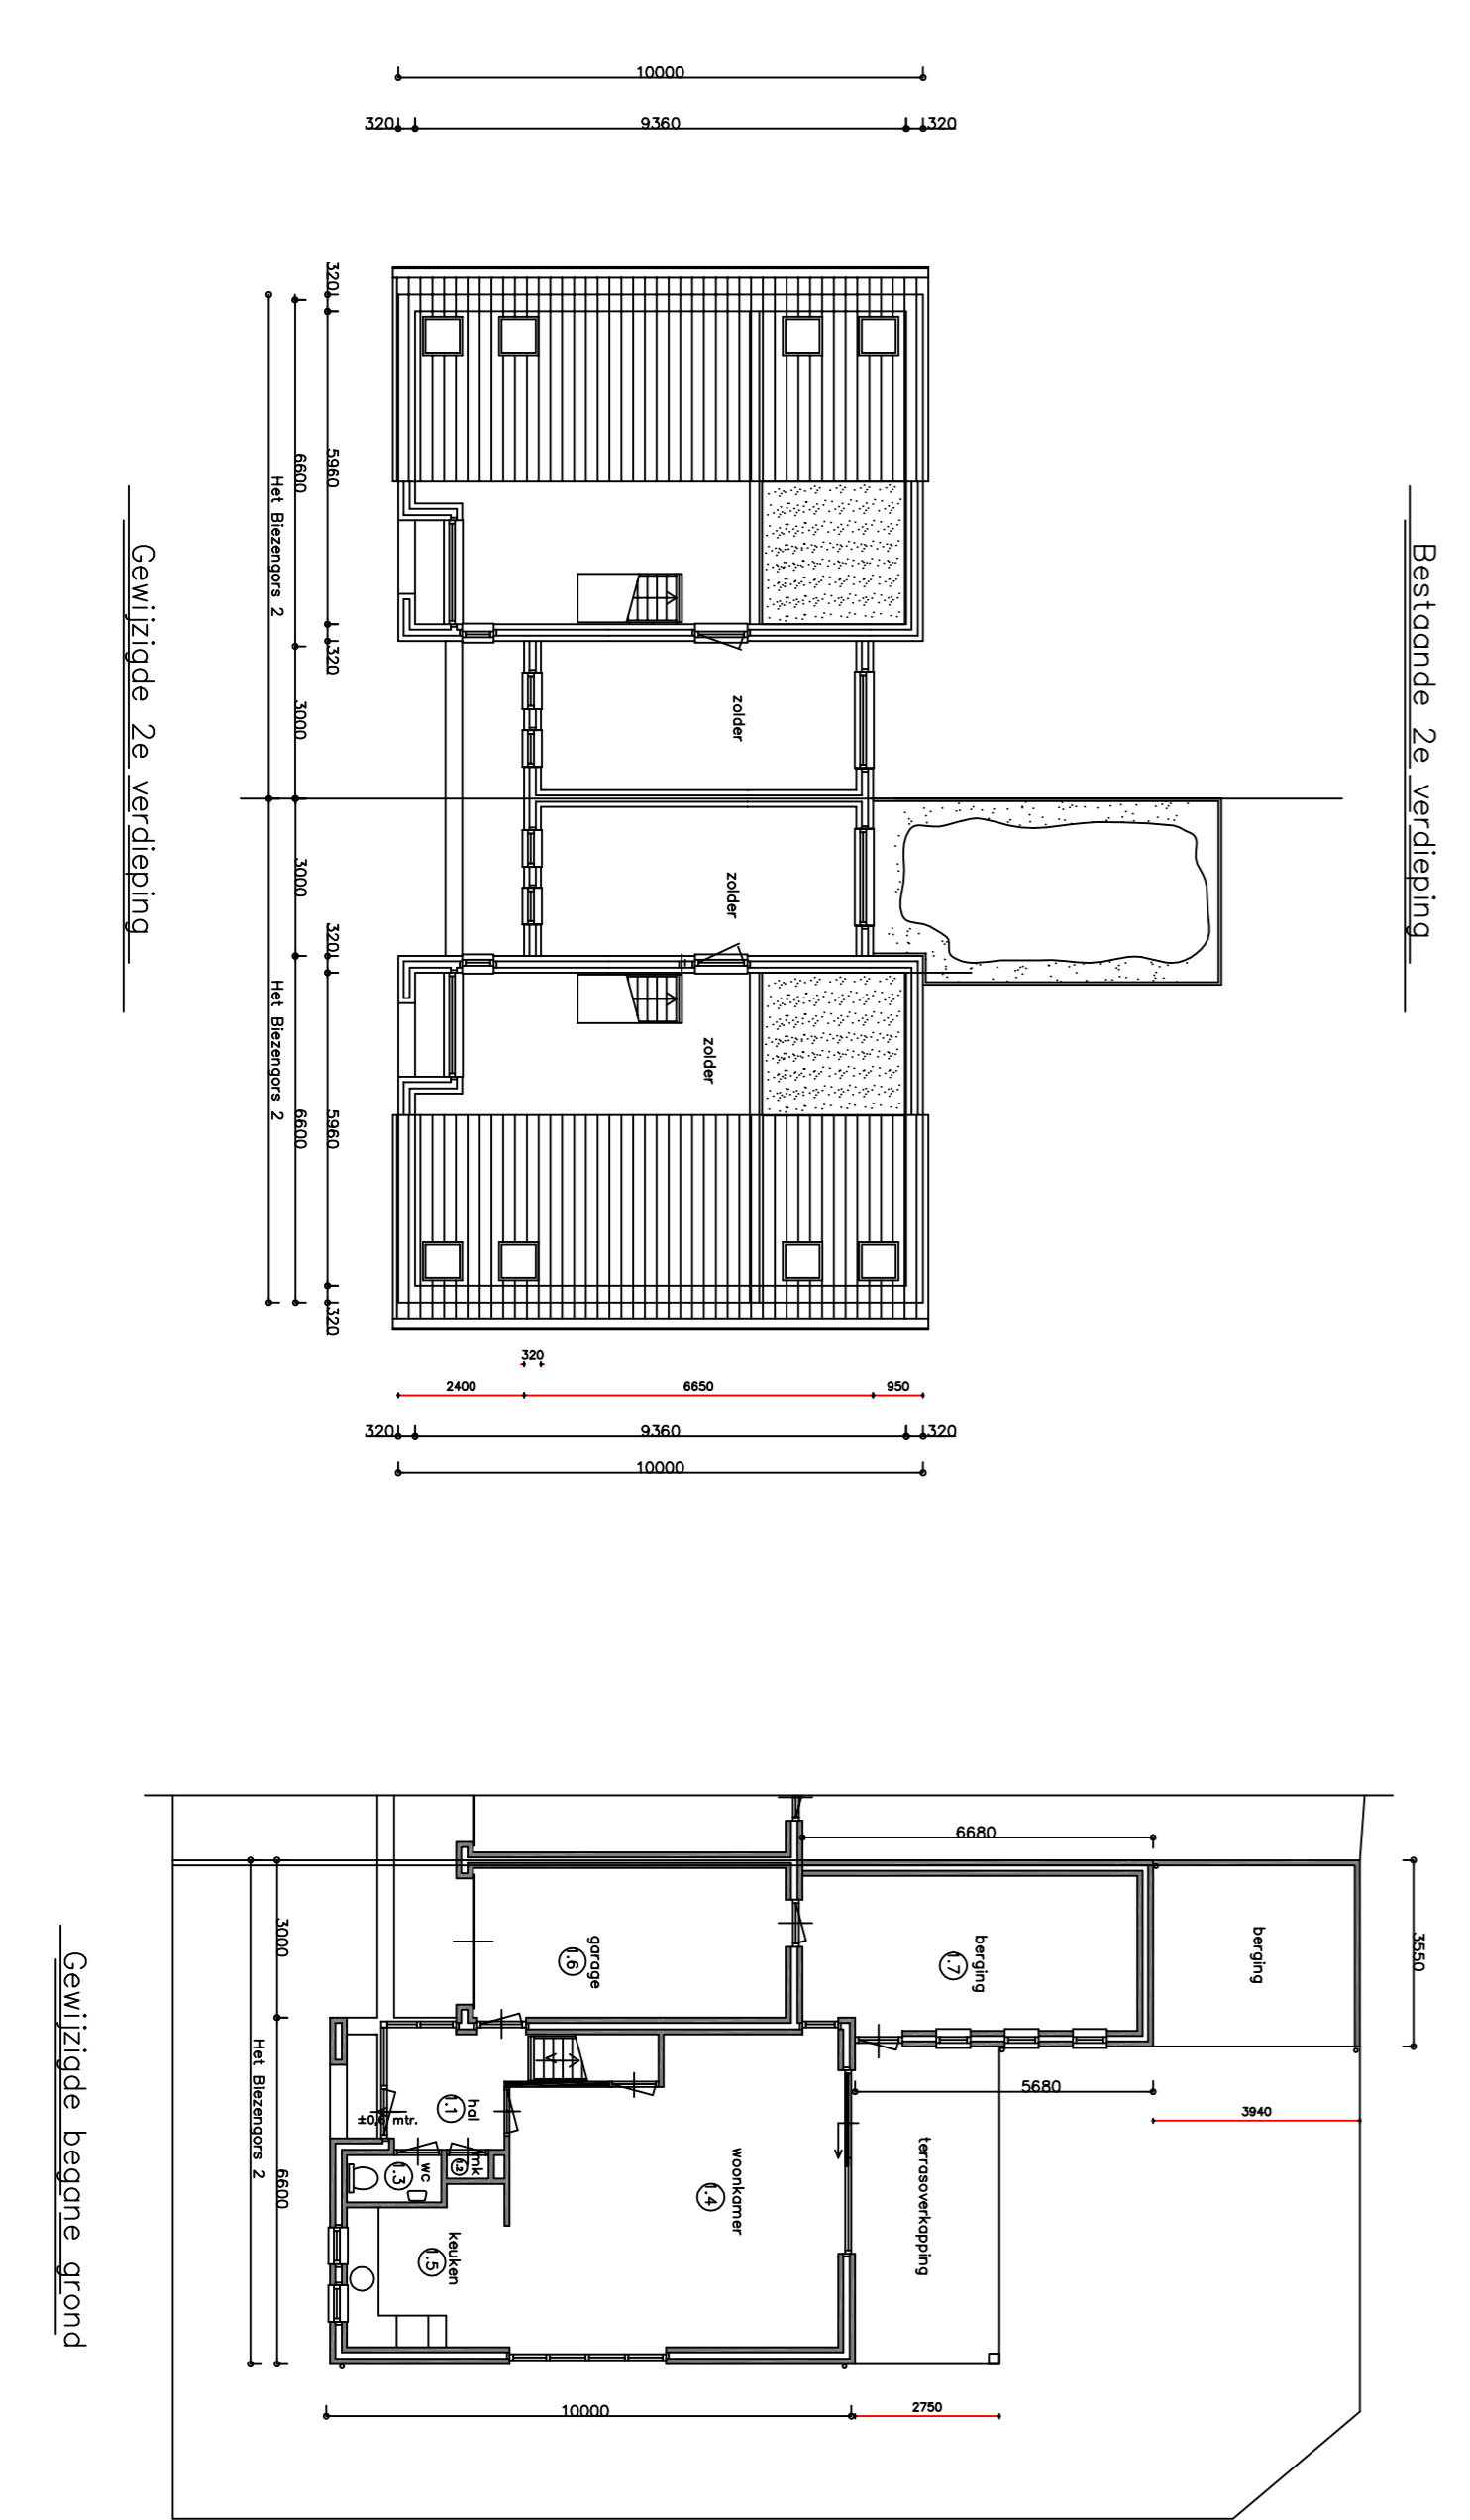 10000
320
9360
320
Bestaande 2e verdieping
320
5960
320
6600
3000
Het Biezengors 2
zolder
zolder
zolder
3000
320
5960
320
6600
Het Biezengors 2
Gewijzigde 2e verdieping
320
2400
6650
950
320
9360
320
10000
6680
3550
berging
berging
1.7
garage
1.6
3000
5680
3940
hal
1.1
±0,6 mtr.
mk
1.2
wc
1.3
woonkamer
1.4
keuken
1.5
terrasoverkapping
6600
Het Biezengors 2
10000
2750
Gewijzigde begane grond